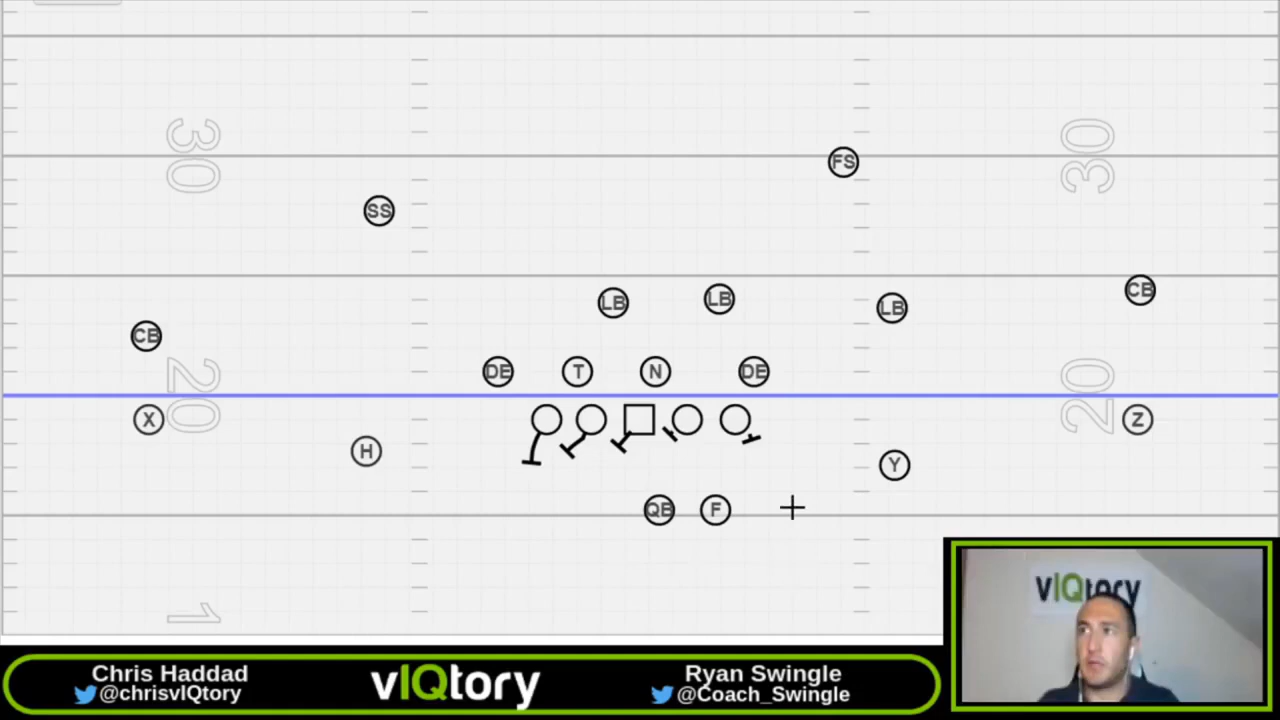 30
30
FS
SS
LB
LB
LB
CB
CB
DE
T
N
DE
20
20
X
H
Y
Z
QB
F
1
vIQtory
Chris Haddad
@chrisvIQtory
vIQtory
Ryan Swingle
@Coach_Swingle